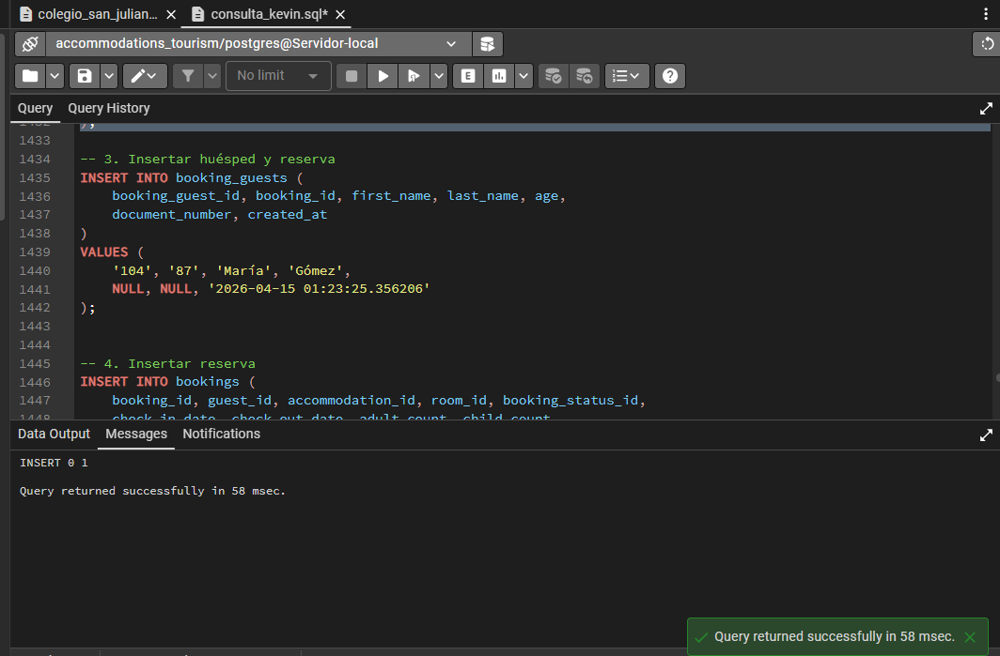 colegio_san_julian... × consulta_kevin.sql* ×
accommodations_tourism/postgres@Servidor-local
No limit E
Query Query History
1433
1434 -- 3. Insertar huésped y reserva
1435 INSERT INTO booking_guests (
1436 booking_guest_id, booking_id, first_name, last_name, age,
1437 document_number, created_at
1438 )
1439 VALUES (
1440 '104', '87', 'María', 'Gómez',
1441 NULL, NULL, '2026-04-15 01:23:25.356206'
1442 );
1443
1444
1445 -- 4. Insertar reserva
1446 INSERT INTO bookings (
1447 booking_id, guest_id, accommodation_id, room_id, booking_status_id,
1448 check_in_date, check_out_date, adult_count, child_count
Data Output Messages Notifications
INSERT 0 1
Query returned successfully in 58 msec.
Query returned successfully in 58 msec.